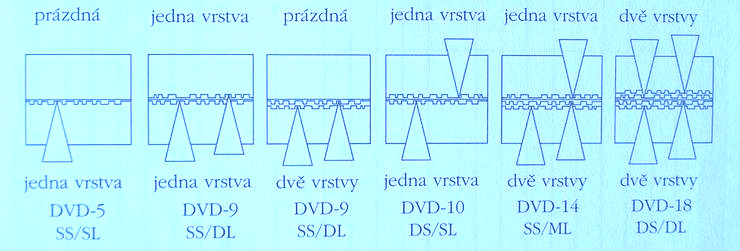 prázdná jedna vrstva prázdná jedna vrstva jedna vrstva dvě vrstvy
jedna vrstva jedna vrstva dvě vrstvy jedna vrstva dvě vrstvy dvě vrstvy
DVD-5 DVD-9 DVD-9 DVD-10 DVD-14 DVD-18
SS/SL SS/DL SS/DL DS/SL SS/ML DS/DL